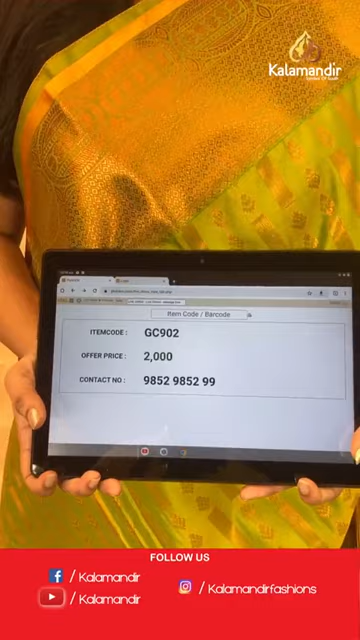 Kalamandir
Item Code / Barcode
ITEMCODE : GC902
OFFER PRICE : 2,000
CONTACT NO : 9852 9852 99
FOLLOW US
/ Kalamandir
/ Kalamandirfashions
/ Kalamandir